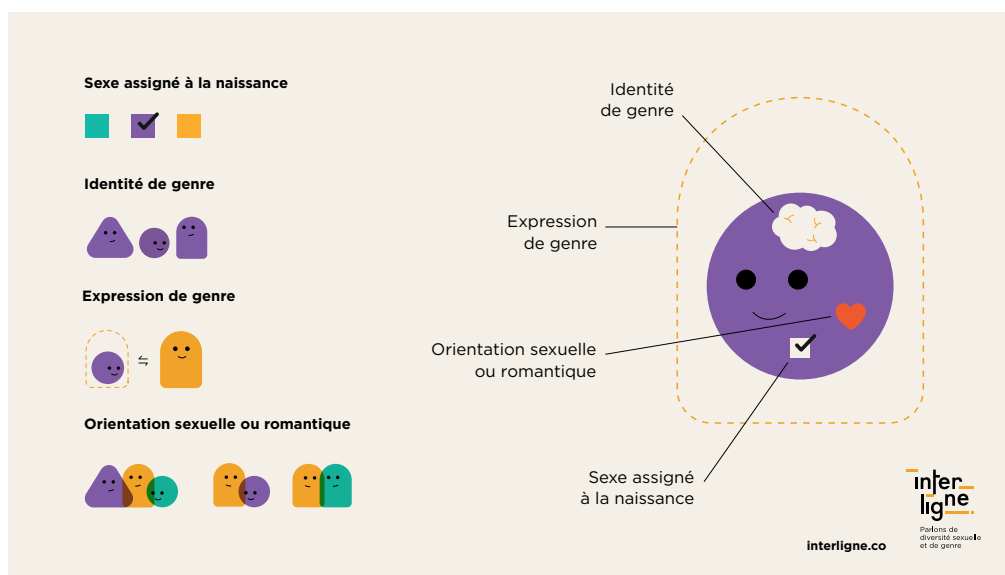 Sexe assigné à la naissance
Identité de genre
Expression de genre
Orientation sexuelle ou romantique
Identité
de genre
Expression
de genre
Orientation sexuelle
ou romantique
Sexe assigné
à la naissance
interligne.co
inter
ligne
Parlons de
diversité sexuelle
et de genre